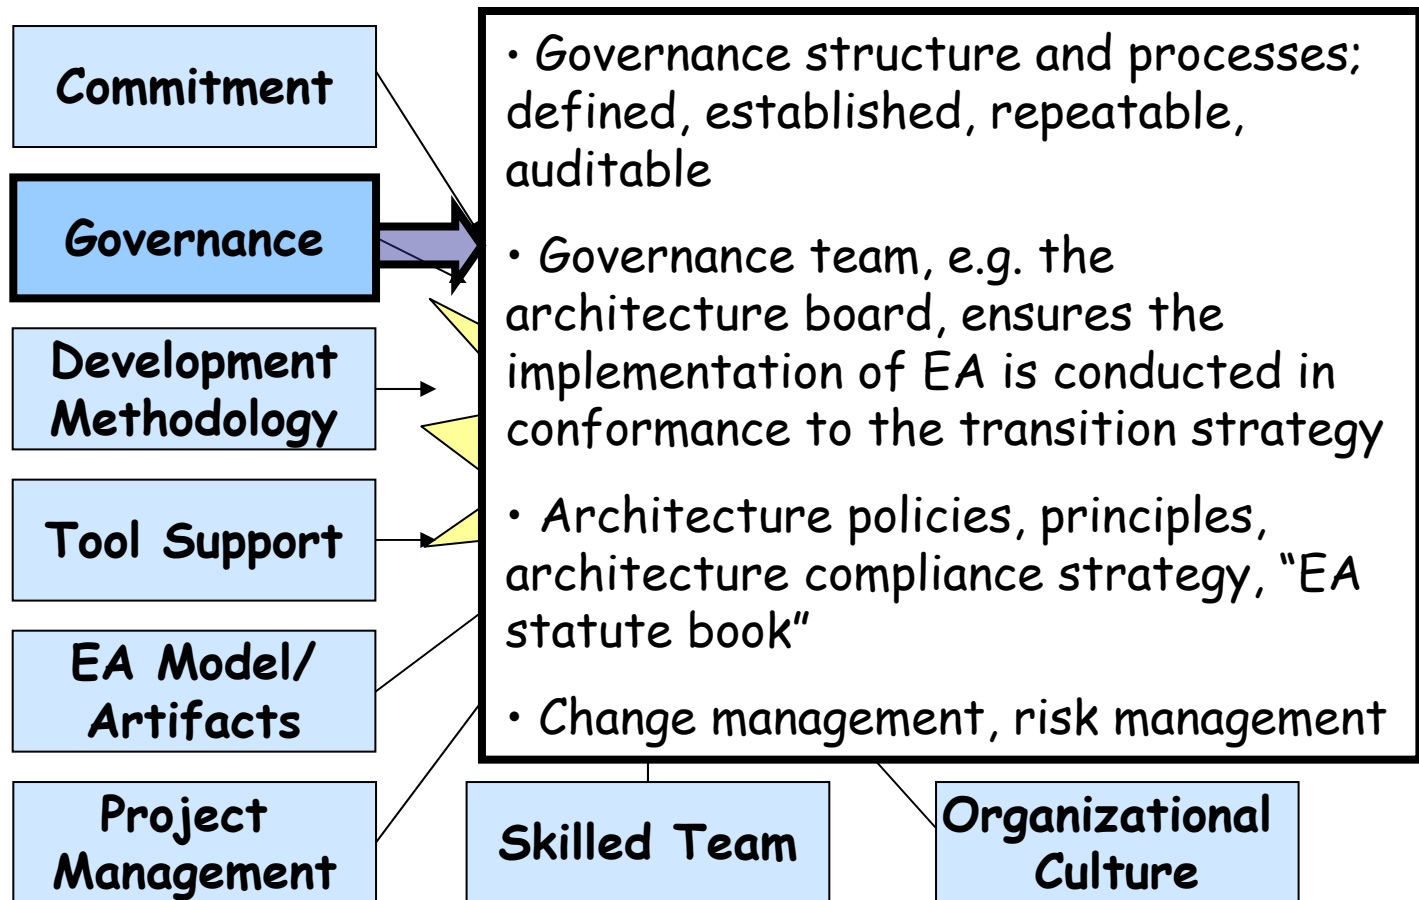 Commitment
Governance
Development
Methodology
Tool Support
EA Model/
Artifacts
Project
Management
• Governance structure and processes;
defined, established, repeatable,
auditable
• Governance team, e.g. the
architecture board, ensures the
implementation of EA is conducted in
conformance to the transition strategy
• Architecture policies, principles,
architecture compliance strategy, “EA
statute book”
• Change management, risk management
Skilled Team
Organizational
Culture